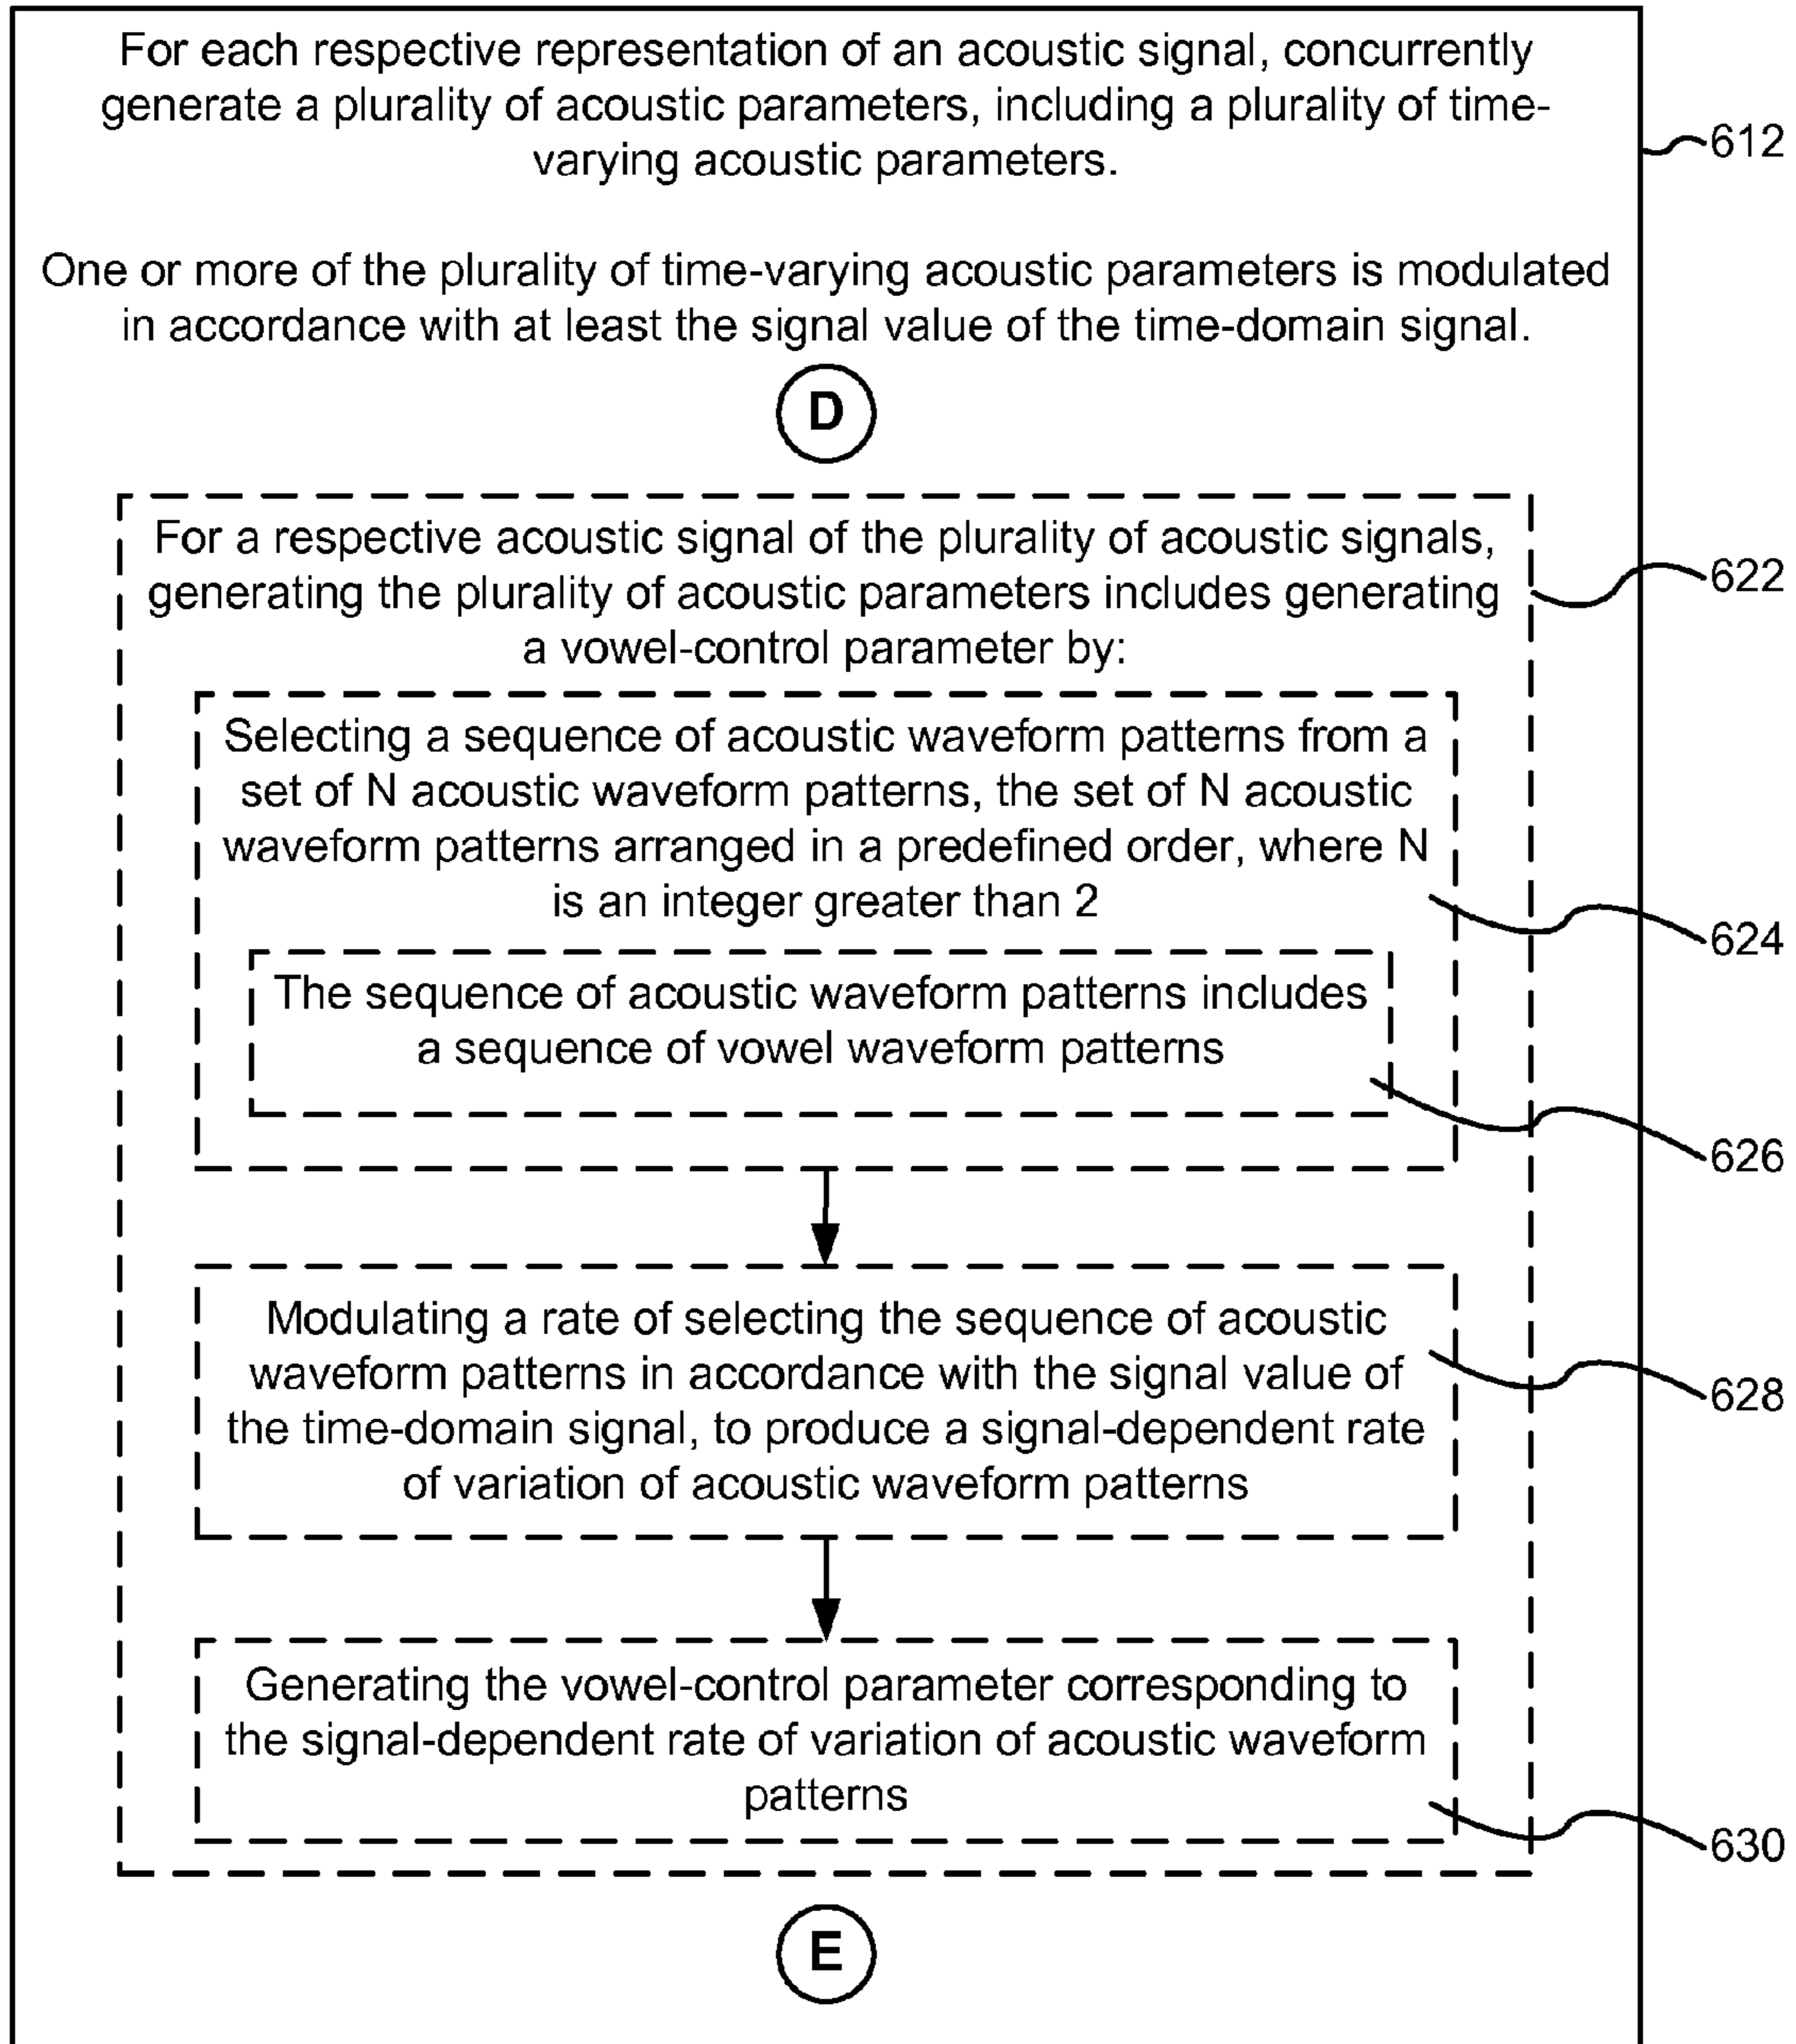 For each respective representation of an acoustic signal, concurrently
generate a plurality of acoustic parameters, including a plurality of time-
varying acoustic parameters.
612
One or more of the plurality of time-varying acoustic parameters is modulated
in accordance with at least the signal value of the time-domain signal.
D
For a respective acoustic signal of the plurality of acoustic signals,
generating the plurality of acoustic parameters includes generating
a vowel-control parameter by:
622
Selecting a sequence of acoustic waveform patterns from a
set of N acoustic waveform patterns, the set of N acoustic
waveform patterns arranged in a predefined order, where N
is an integer greater than 2
624
The sequence of acoustic waveform patterns includes
a sequence of vowel waveform patterns
626
Modulating a rate of selecting the sequence of acoustic
waveform patterns in accordance with the signal value of
the time-domain signal, to produce a signal-dependent rate
of variation of acoustic waveform patterns
628
Generating the vowel-control parameter corresponding to
the signal-dependent rate of variation of acoustic waveform
patterns
630
E